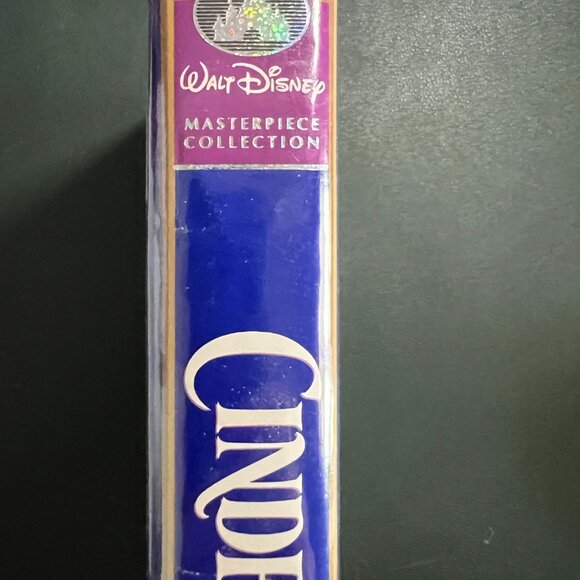 WALT DISNEY
MASTERPIECE
COLLECTION
CINDE